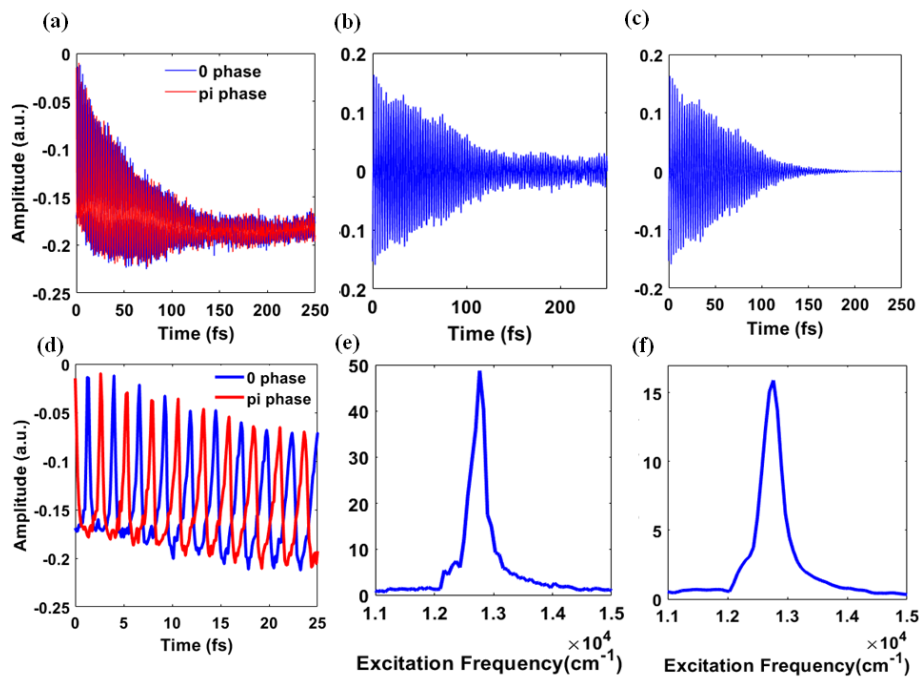 (a)
(b)
(c)
0
-0.05
-0.1
-0.15
-0.2
-0.25
0 phase
pi phase
Amplitude (a.u.)
0 50 100 150 200 250
Time (fs)
0.2
0.1
0
0.1
0.2
0 100 200
Time (fs)
0.2
0.1
0
-0.1
-0.2
0 50 100 150 200 250
Time (fs)
(d)
(e)
(f)
0
-0.05
-0.1
-0.15
-0.2
-0.25
0 phase
pi phase
Amplitude (a.u.)
0 5 10 15 20 25
Time (fs)
50
40
30
20
10
0
1.1 1.2 1.3 1.4 1.5
×10⁴
Excitation Frequency(cm⁻¹)
15
10
5
0
1.1 1.2 1.3 1.4 1.5
×10⁴
Excitation Frequency(cm⁻¹)